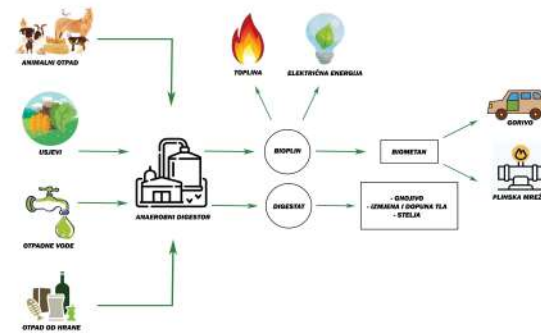 ANIMALNI OTPAD
TOPLINA
ELEKTRIČNA ENERGIJA
USJEVI
ANAEROBNI DIGESTOR
BIOPLIN
BIOMETAN
GORIVO
PLINSKA MREŽ
OTPADNE VODE
DIGESTAT
- GNOJIVO
- IZMJENA I DOPUNA TLA
- STELJA
OTPAD OD HRANE